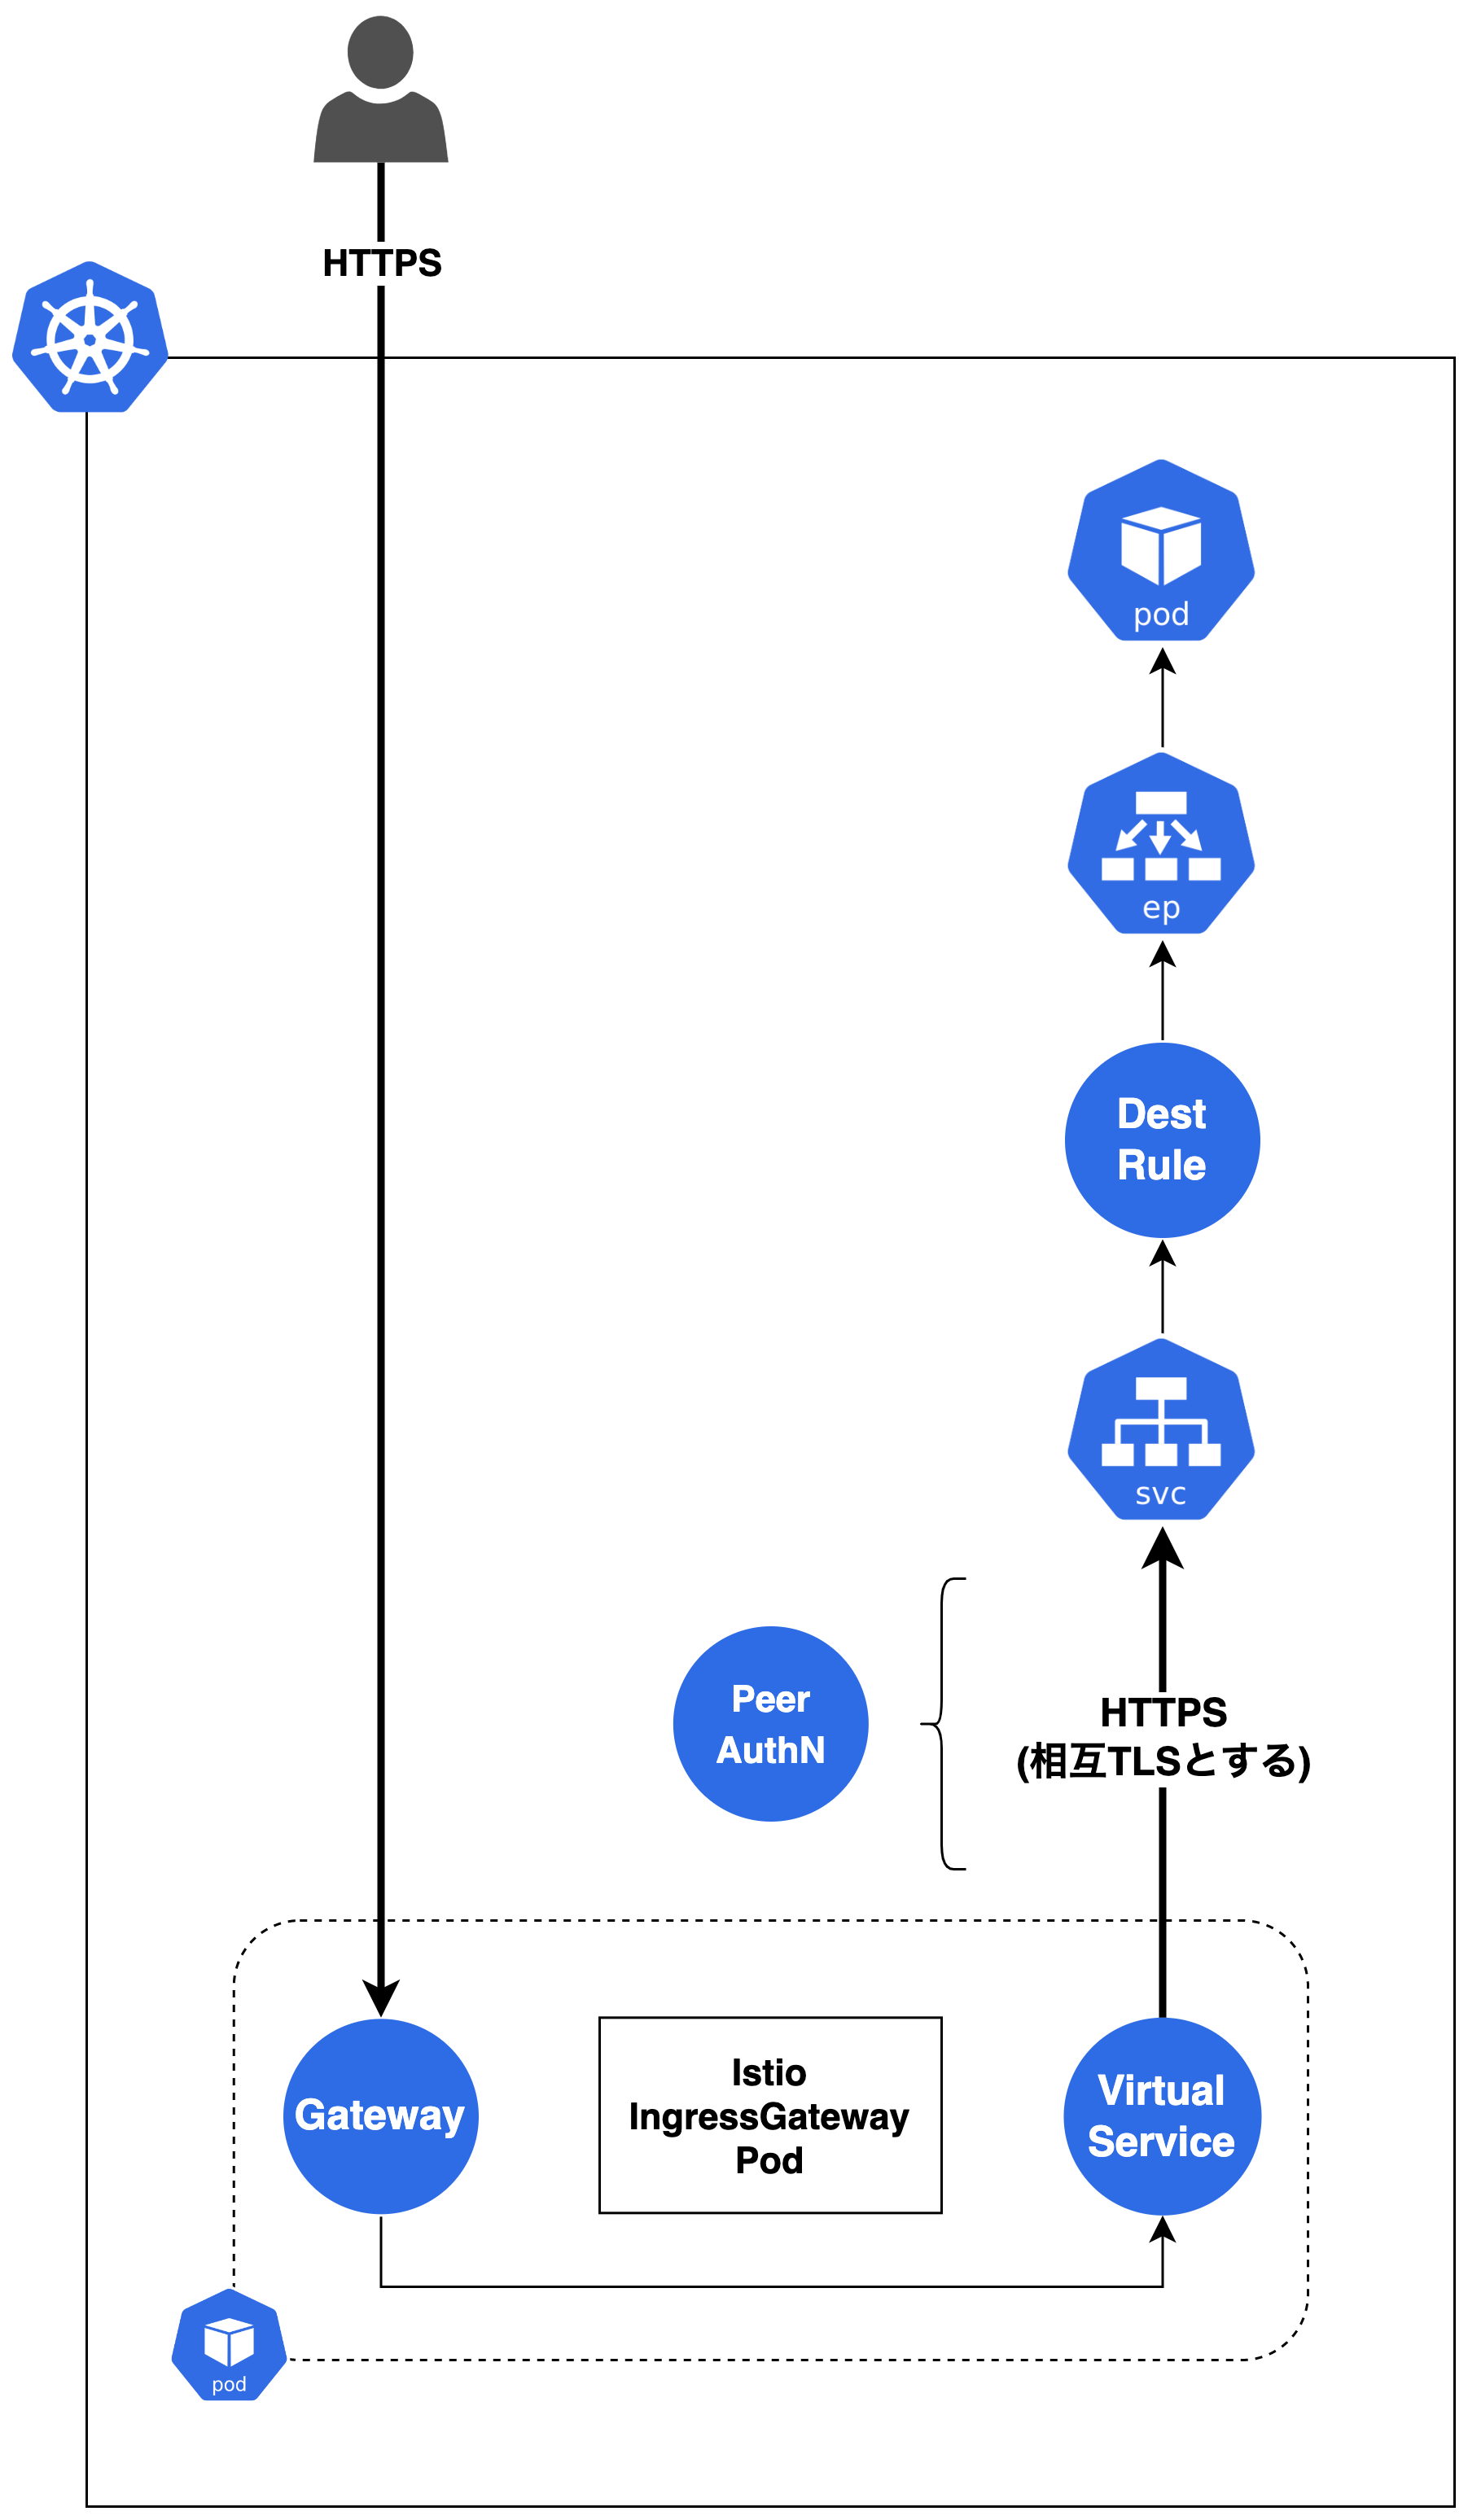 HTTPS
pod
ep
Dest
Rule
svc
Peer
AuthN
HTTPS
(相互TLSとする)
Gateway
Istio
IngressGateway
Pod
Virtual
Service
pod